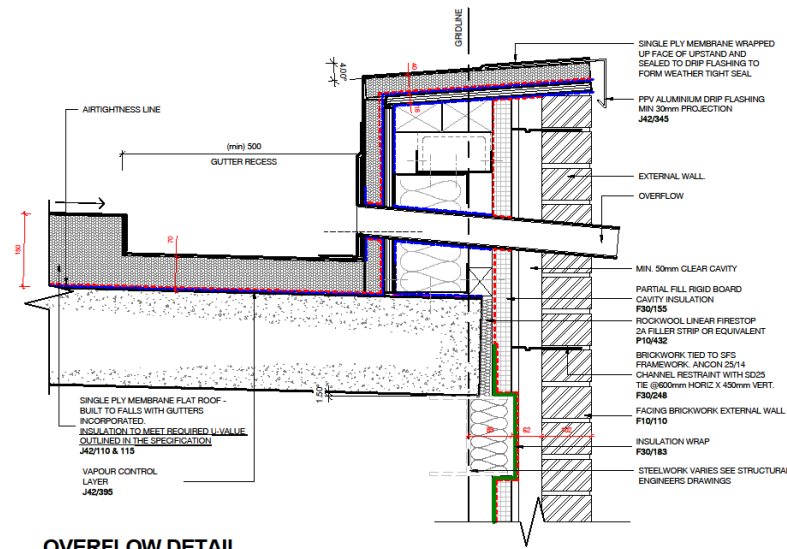 GRIDLINE
SINGLE PLY MEMBRANE WRAPPED
UP FACE OF UPSTAND AND
SEALED TO DRIP FLASHING TO
FORM WEATHER TIGHT SEAL
4.00°
AIRTIGHTNESS LINE
PPV ALUMINIUM DRIP FLASHING
MIN 30mm PROJECTION
J42/345
(min) 500
GUTTER RECESS
EXTERNAL WALL.
OVERFLOW
150
70
MIN. 50mm CLEAR CAVITY
PARTIAL FILL RIGID BOARD
CAVITY INSULATION
F30/155
ROCKWOOL LINEAR FIRESTOP
2A FILLER STRIP OR EQUIVALENT
P10/432
BRICKWORK TIED TO SFS
FRAMEWORK. ANCON 25/14
CHANNEL RESTRAINT WITH SD25
TIE @600mm HORIZ X 450mm VERT.
F30/248
1.50°
SINGLE PLY MEMBRANE FLAT ROOF -
BUILT TO FALLS WITH GUTTERS
INCORPORATED.
INSULATION TO MEET REQUIRED U-VALUE
OUTLINED IN THE SPECIFICATION
J42/110 & 115
FACING BRICKWORK EXTERNAL WALL
F10/110
INSULATION WRAP
F30/183
VAPOUR CONTROL
LAYER
J42/395
STEELWORK VARIES SEE STRUCTURAL
ENGINEERS DRAWINGS
OVERFLOW DETAIL